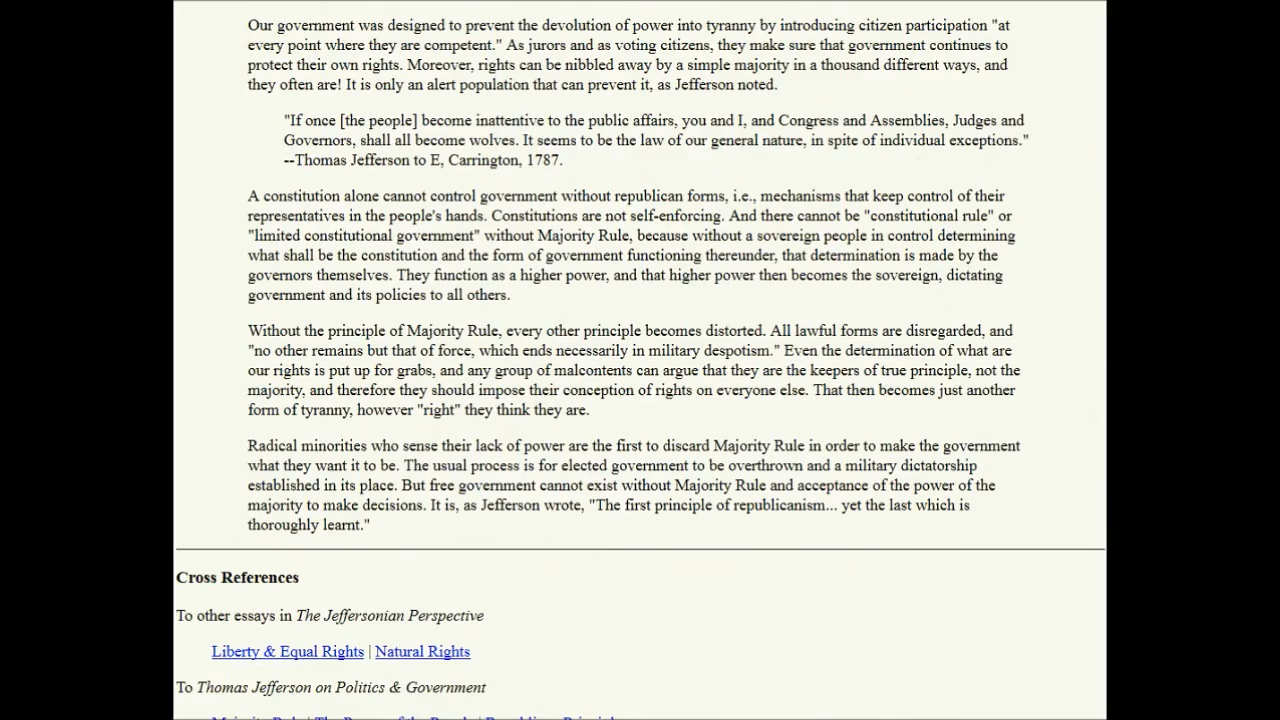 Our government was designed to prevent the devolution of power into tyranny by introducing citizen participation "at
every point where they are competent." As jurors and as voting citizens, they make sure that government continues to
protect their own rights. Moreover, rights can be nibbled away by a simple majority in a thousand different ways, and
they often are! It is only an alert population that can prevent it, as Jefferson noted.
"If once [the people] become inattentive to the public affairs, you and I, and Congress and Assemblies, Judges and
Governors, shall all become wolves. It seems to be the law of our general nature, in spite of individual exceptions."
--Thomas Jefferson to E, Carrington, 1787.
A constitution alone cannot control government without republican forms, i.e., mechanisms that keep control of their
representatives in the people's hands. Constitutions are not self-enforcing. And there cannot be "constitutional rule" or
"limited constitutional government" without Majority Rule, because without a sovereign people in control determining
what shall be the constitution and the form of government functioning thereunder, that determination is made by the
governors themselves. They function as a higher power, and that higher power then becomes the sovereign, dictating
government and its policies to all others.
Without the principle of Majority Rule, every other principle becomes distorted. All lawful forms are disregarded, and
"no other remains but that of force, which ends necessarily in military despotism." Even the determination of what are
our rights is put up for grabs, and any group of malcontents can argue that they are the keepers of true principle, not the
majority, and therefore they should impose their conception of rights on everyone else. That then becomes just another
form of tyranny, however "right" they think they are.
Radical minorities who sense their lack of power are the first to discard Majority Rule in order to make the government
what they want it to be. The usual process is for elected government to be overthrown and a military dictatorship
established in its place. But free government cannot exist without Majority Rule and acceptance of the power of the
majority to make decisions. It is, as Jefferson wrote, "The first principle of republicanism... yet the last which is
thoroughly learnt."
Cross References
To other essays in The Jeffersonian Perspective
Liberty & Equal Rights | Natural Rights
To Thomas Jefferson on Politics & Government